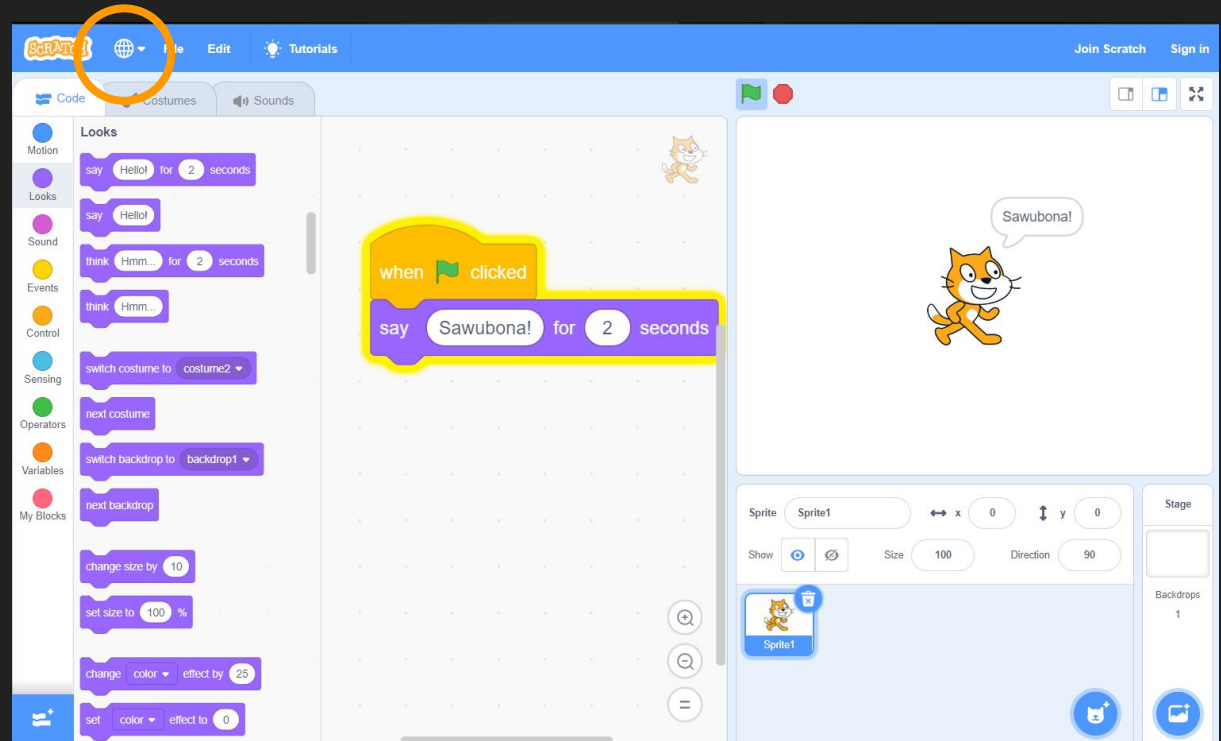 SCRATCH File Edit Tutorials Join Scratch Sign in
Code Costumes Sounds
Motion
Looks
Sound
Events
Control
Sensing
Operators
Variables
My Blocks
Looks
say Hello! for 2 seconds
say Hello!
think Hmm... for 2 seconds
think Hmm...
switch costume to costume2
next costume
switch backdrop to backdrop1
next backdrop
change size by 10
set size to 100 %
change color effect by 25
set color effect to 0
when clicked
say Sawubona! for 2 seconds
Sawubona!
Sprite Sprite1 x 0 y 0
Show Size 100 Direction 90
Sprite1
Stage
Backdrops
1